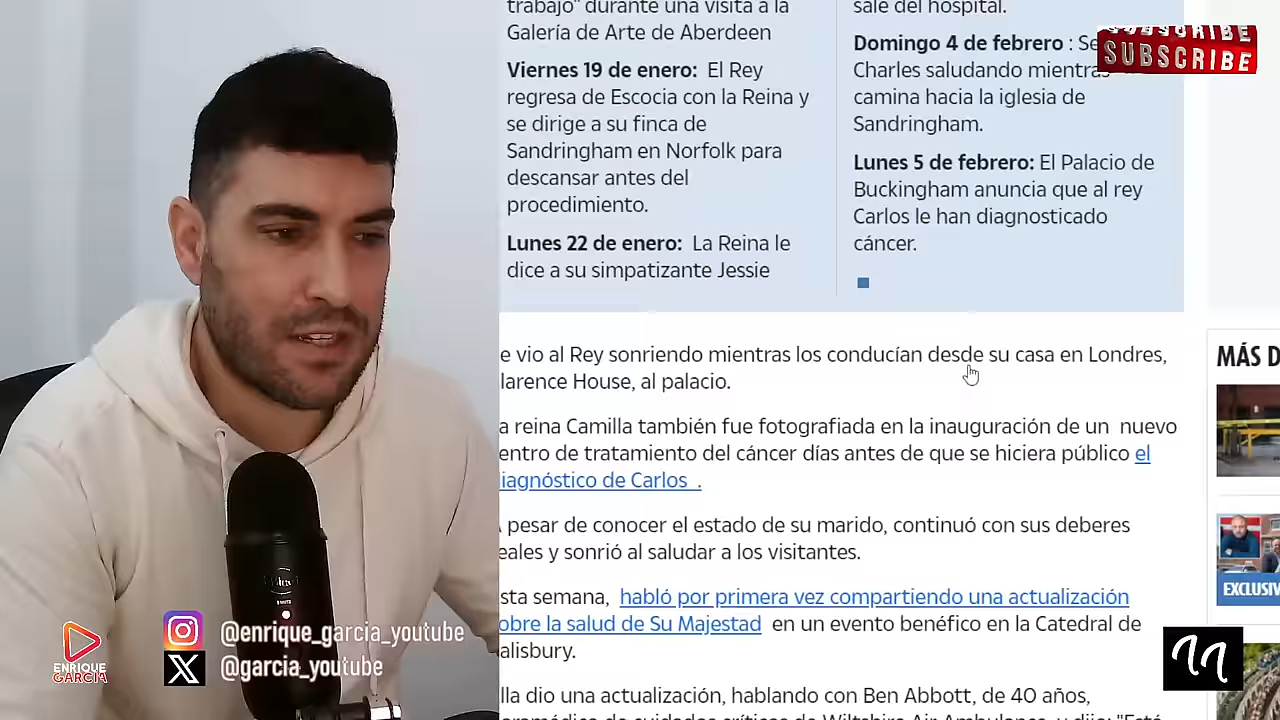 trabajo" durante una visita a la
Galería de Arte de Aberdeen
Viernes 19 de enero: El Rey
regresa de Escocia con la Reina y
se dirige a su finca de
Sandringham en Norfolk para
descansar antes del
procedimiento.
Lunes 22 de enero: La Reina le
dice a su simpatizante Jessie
sale del hospital.
Domingo 4 de febrero : Se
Charles saludando mientras
camina hacia la iglesia de
Sandringham.
Lunes 5 de febrero: El Palacio de
Buckingham anuncia que al rey
Carlos le han diagnosticado
cáncer.
SUBSCRIBE
SUBSCRIBE
e vio al Rey sonriendo mientras los conducían desde su casa en Londres,
larence House, al palacio.
a reina Camilla también fue fotografiada en la inauguración de un nuevo
entro de tratamiento del cáncer días antes de que se hiciera público el
iagnóstico de Carlos .
pesar de conocer el estado de su marido, continuó con sus deberes
eales y sonrió al saludar a los visitantes.
sta semana, habló por primera vez compartiendo una actualización
obre la salud de Su Majestad en un evento benéfico en la Catedral de
alisbury.
lla dio una actualización, hablando con Ben Abbott, de 40 años,
MÁS D
EXCLUSIV
@enrique_garcia_youtube
@garcia_youtube
ENRIQUE
GARCIA